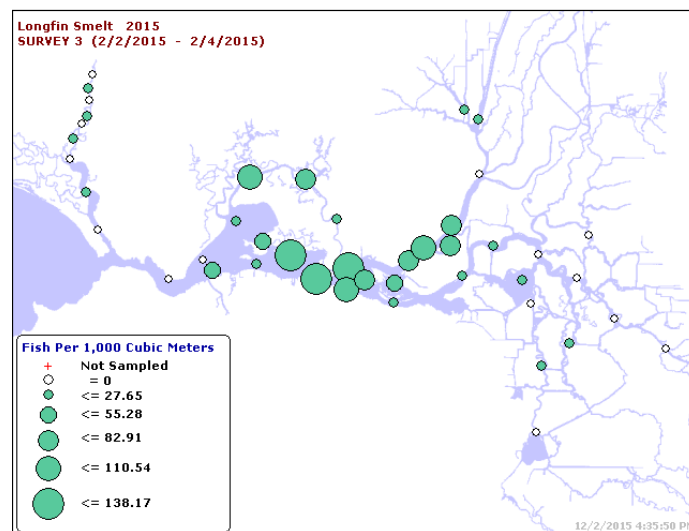 Longfin Smelt 2015
SURVEY 3 (2/2/2015 - 2/4/2015)
Fish Per 1,000 Cubic Meters
Not Sampled
= 0
<= 27.65
<= 55.28
<= 82.91
<= 110.54
<= 138.17
12/2/2015 4:35:50 PM